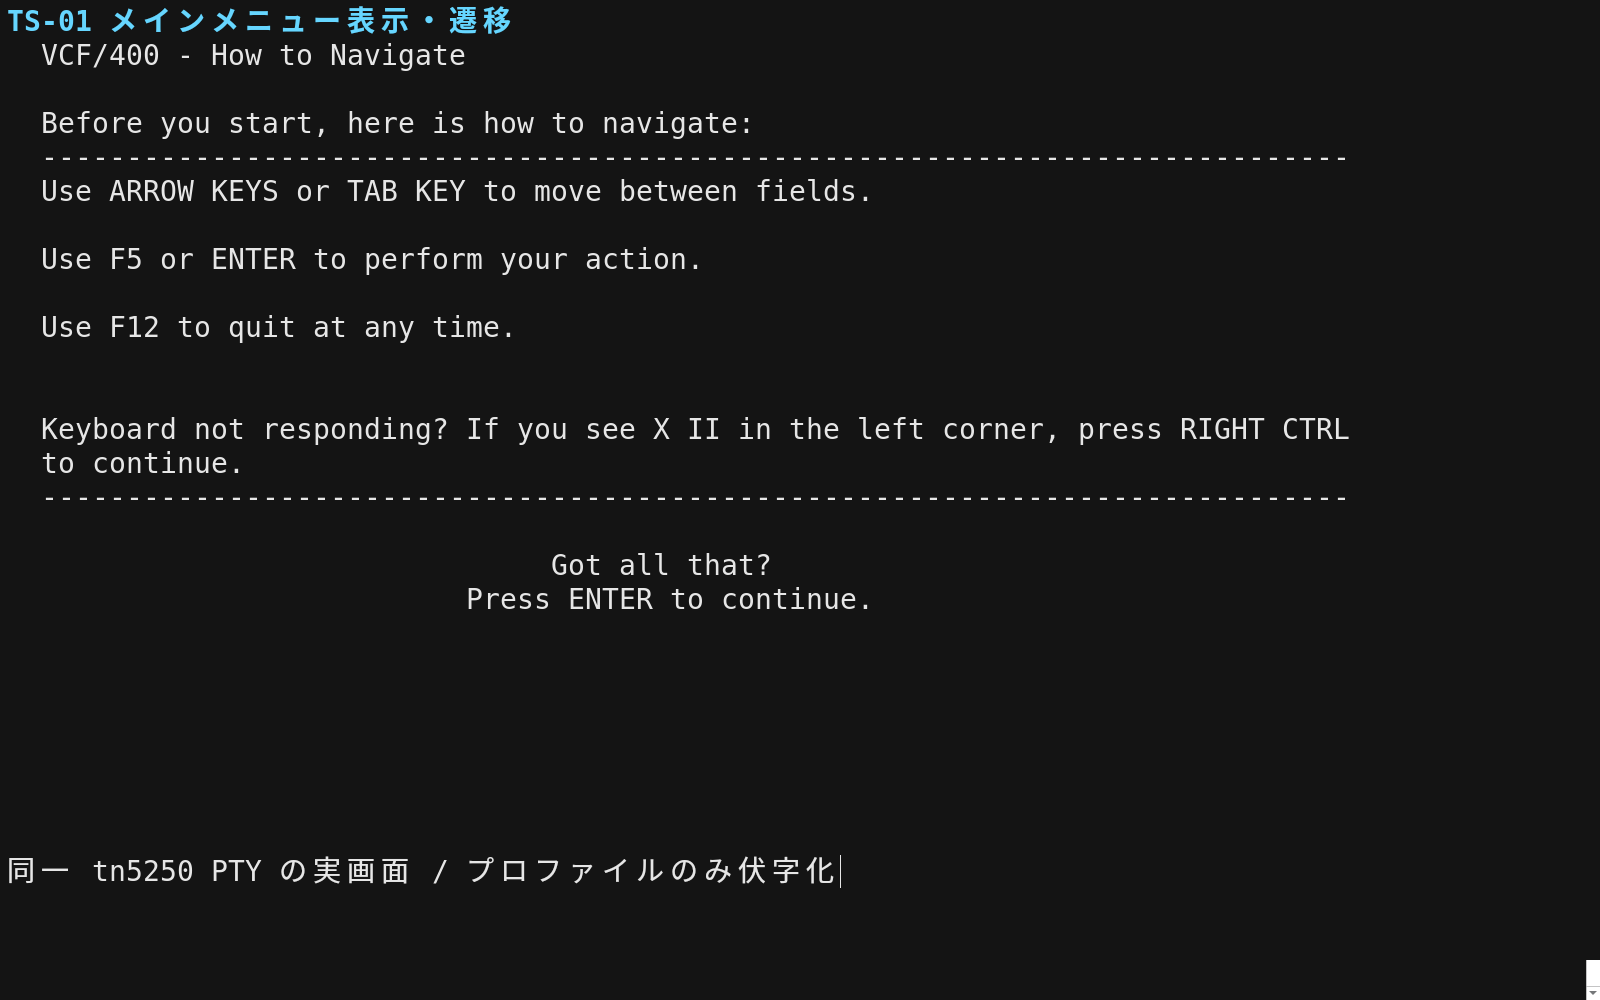 TS-01 メインメニュー表示・遷移
VCF/400 - How to Navigate
Before you start, here is how to navigate:
-----------------------------------------------------------------------------
Use ARROW KEYS or TAB KEY to move between fields.
Use F5 or ENTER to perform your action.
Use F12 to quit at any time.
Keyboard not responding? If you see X II in the left corner, press RIGHT CTRL
to continue.
-----------------------------------------------------------------------------
Got all that?
Press ENTER to continue.
同一 tn5250 PTY の実画面 / プロファイルのみ伏字化